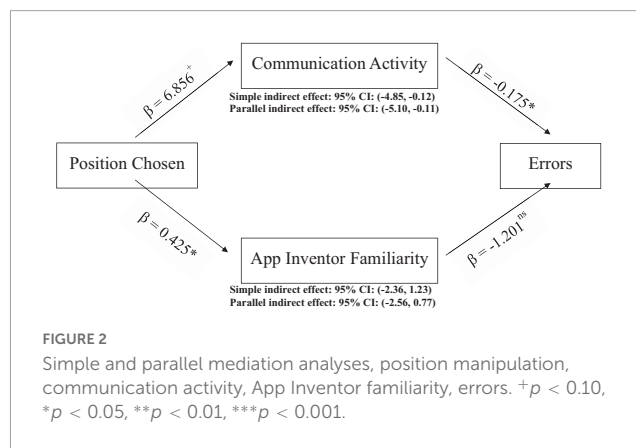 Communication Activity
β = 6.856⁺
β = -0.175*
Simple indirect effect: 95% CI: (-4.85, -0.12)
Parallel indirect effect: 95% CI: (-5.10, -0.11)
Position Chosen
Errors
β = 0.425*
β = -1.201ⁿˢ
App Inventor Familiarity
Simple indirect effect: 95% CI: (-2.36, 1.23)
Parallel indirect effect: 95% CI: (-2.56, 0.77)
FIGURE 2
Simple and parallel mediation analyses, position manipulation,
communication activity, App Inventor familiarity, errors. ⁺p < 0.10,
*p < 0.05, **p < 0.01, ***p < 0.001.